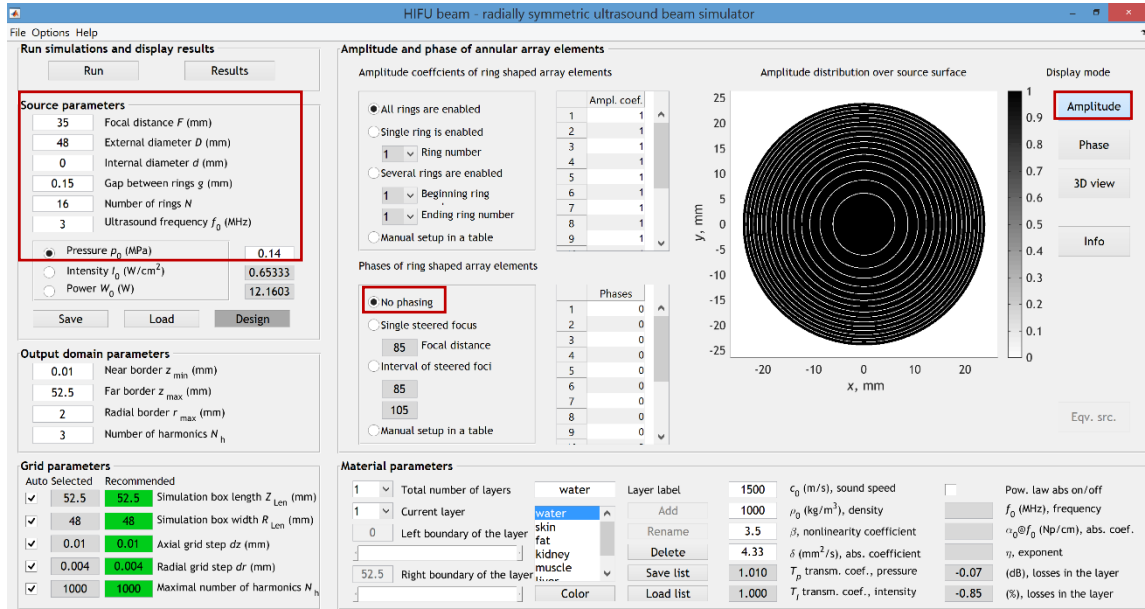 HIFU beam - radially symmetric ultrasound beam simulator
File Options Help
Run simulations and display results
Run Results
Source parameters
35 Focal distance F (mm)
48 External diameter D (mm)
0 Internal diameter d (mm)
0.15 Gap between rings g (mm)
16 Number of rings N
3 Ultrasound frequency f0 (MHz)
Pressure p0 (MPa) 0.14
Intensity I0 (W/cm2) 0.65333
Power W0 (W) 12.1603
Save Load Design
Output domain parameters
0.01 Near border z min (mm)
52.5 Far border z max (mm)
2 Radial border r max (mm)
3 Number of harmonics N h
Grid parameters
Auto Selected Recommended
52.5 52.5 Simulation box length Z Len (mm)
48 48 Simulation box width R Len (mm)
0.01 0.01 Axial grid step dz (mm)
0.004 0.004 Radial grid step dr (mm)
1000 1000 Maximal number of harmonics N h
Amplitude and phase of annular array elements
Amplitude coeffcients of ring shaped array elements
All rings are enabled
Single ring is enabled
1 Ring number
Several rings are enabled
1 Beginning ring
1 Ending ring number
Manual setup in a table
Ampl. coef.
1 1
2 1
3 1
4 1
5 1
6 1
7 1
8 1
9 1
Phases of ring shaped array elements
No phasing
Single steered focus
85 Focal distance
Interval of steered foci
85
105
Manual setup in a table
Phases
1 0
2 0
3 0
4 0
5 0
6 0
7 0
8 0
9 0
Amplitude distribution over source surface
25
20
15
10
5
0
-5
-10
-15
-20
-25
y, mm
-20 -10 0 10 20
x, mm
1
0.9
0.8
0.7
0.6
0.5
0.4
0.3
0.2
0.1
0
Display mode
Amplitude
Phase
3D view
Info
Eqv. src.
Material parameters
1 Total number of layers
1 Current layer
0 Left boundary of the layer
52.5 Right boundary of the layer
water Layer label
water
skin
fat
kidney
muscle
liver
Add
Rename
Delete
Save list
Color Load list
1500 c0 (m/s), sound speed
1000 ρ0 (kg/m3), density
3.5 β, nonlinearity coefficient
4.33 δ (mm2/s), abs. coefficient
1.010 Tp transm. coef., pressure
1.000 TI transm. coef., intensity
Pow. law abs on/off
f0 (MHz), frequency
α0@f0 (Np/cm), abs. coef.
η, exponent
-0.07 (dB), losses in the layer
-0.85 (%), losses in the layer